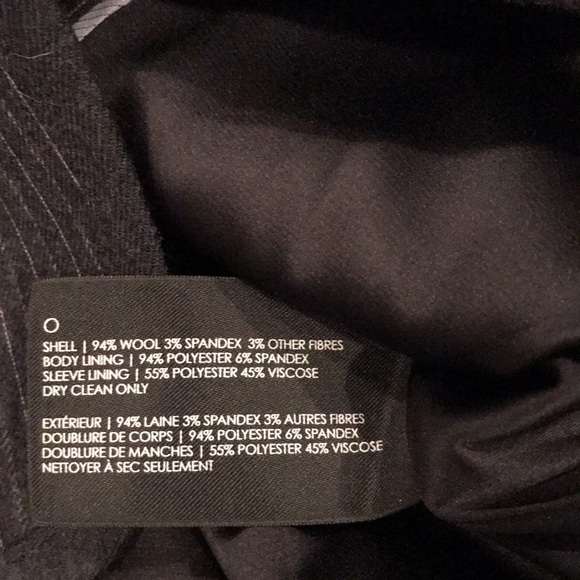 O
SHELL | 94% WOOL 3% SPANDEX 3% OTHER FIBRES
BODY LINING | 94% POLYESTER 6% SPANDEX
SLEEVE LINING | 55% POLYESTER 45% VISCOSE
DRY CLEAN ONLY
EXTÉRIEUR | 94% LAINE 3% SPANDEX 3% AUTRES FIBRES
DOUBLURE DE CORPS | 94% POLYESTER 6% SPANDEX
DOUBLURE DE MANCHES | 55% POLYESTER 45% VISCOSE
NETTOYER À SEC SEULEMENT